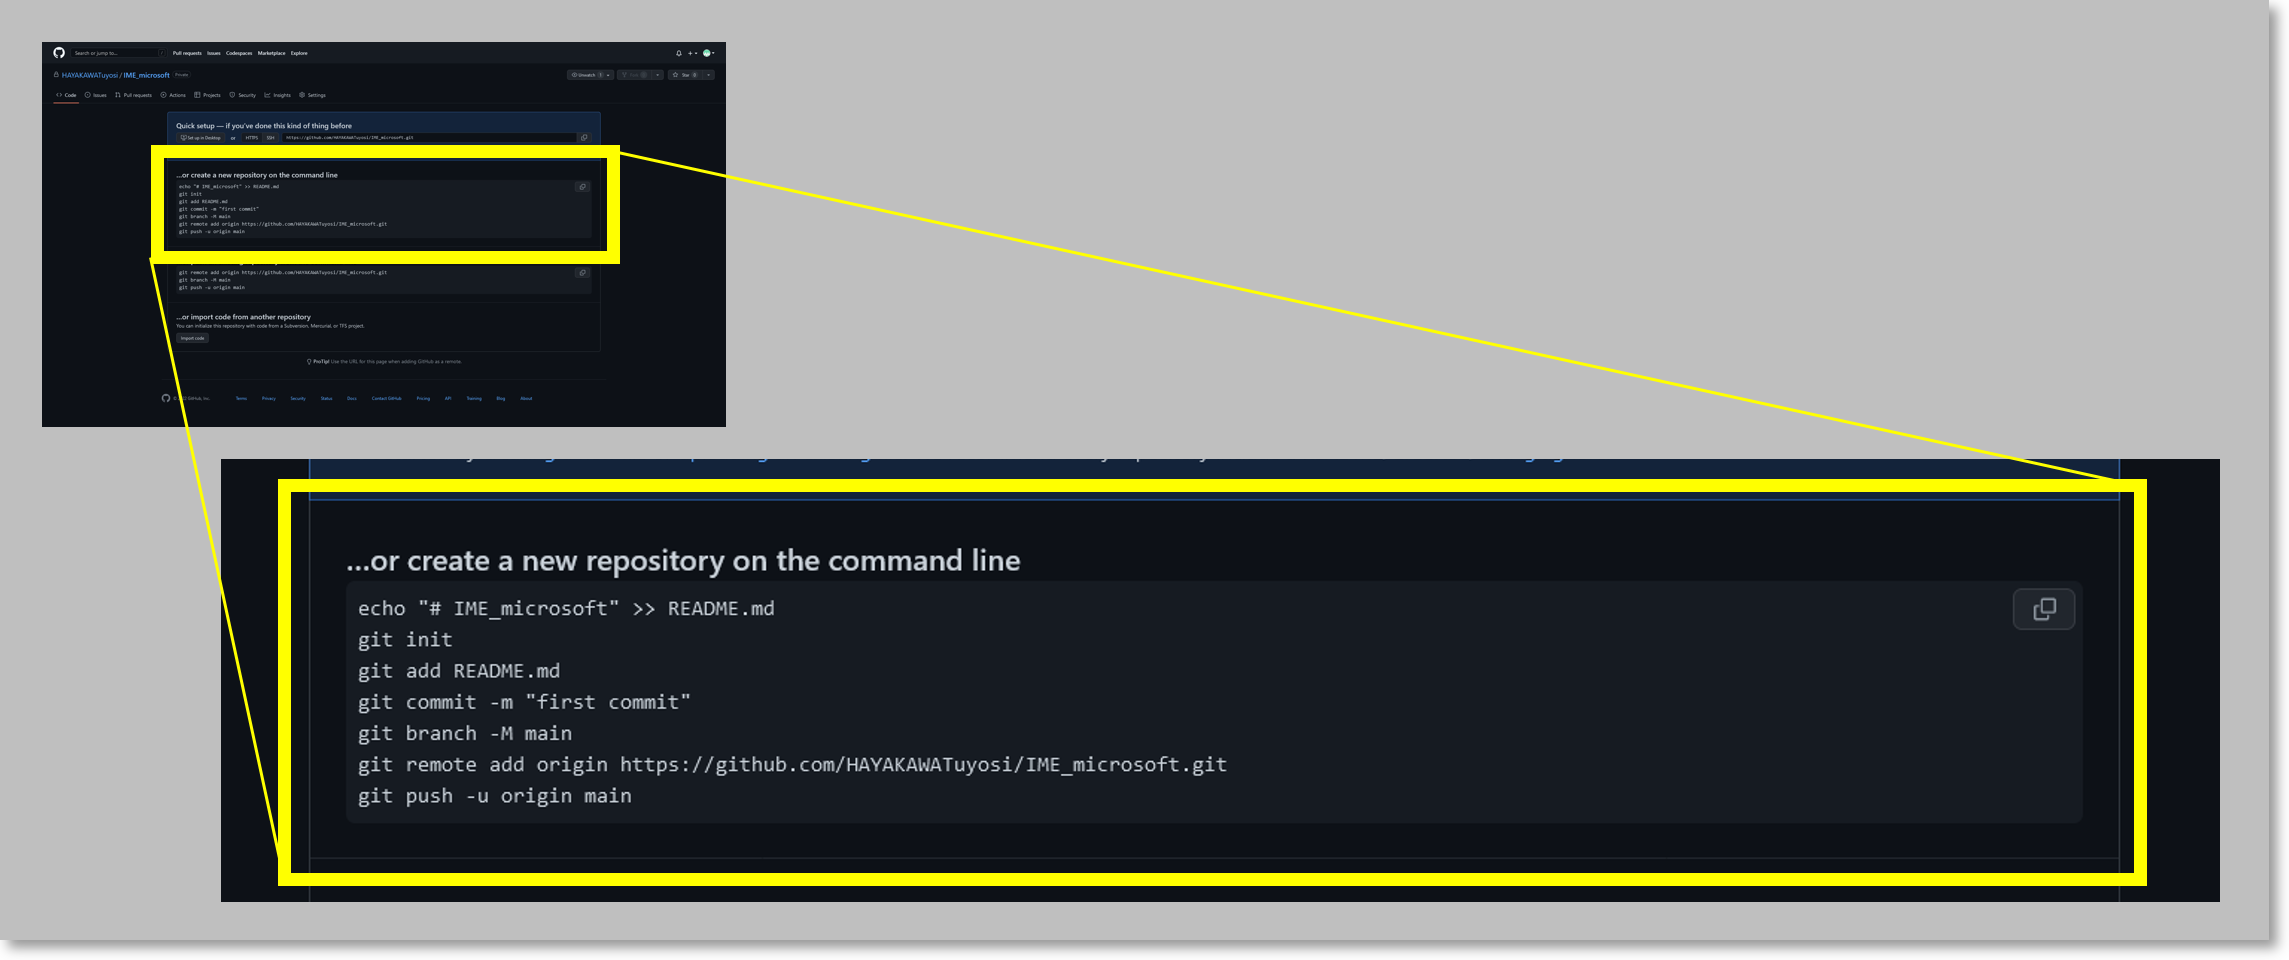 Search or jump to... /
Pull requests Issues Codespaces Marketplace Explore
HAYAKAWATuyosi / IME_microsoft Private
Unwatch 1 Fork 0 Star 0
Code Issues Pull requests Actions Projects Security Insights Settings
Quick setup — if you've done this kind of thing before
Set up in Desktop or HTTPS SSH https://github.com/HAYAKAWATuyosi/IME_microsoft.git
...or create a new repository on the command line
echo "# IME_microsoft" >> README.md
git init
git add README.md
git commit -m "first commit"
git branch -M main
git remote add origin https://github.com/HAYAKAWATuyosi/IME_microsoft.git
git push -u origin main
git remote add origin https://github.com/HAYAKAWATuyosi/IME_microsoft.git
git branch -M main
git push -u origin main
...or import code from another repository
You can initialize this repository with code from a Subversion, Mercurial, or TFS project.
Import code
ProTip! Use the URL for this page when adding GitHub as a remote.
GitHub, Inc. Terms Privacy Security Status Docs Contact GitHub Pricing API Training Blog About
...or create a new repository on the command line
echo "# IME_microsoft" >> README.md
git init
git add README.md
git commit -m "first commit"
git branch -M main
git remote add origin https://github.com/HAYAKAWATuyosi/IME_microsoft.git
git push -u origin main